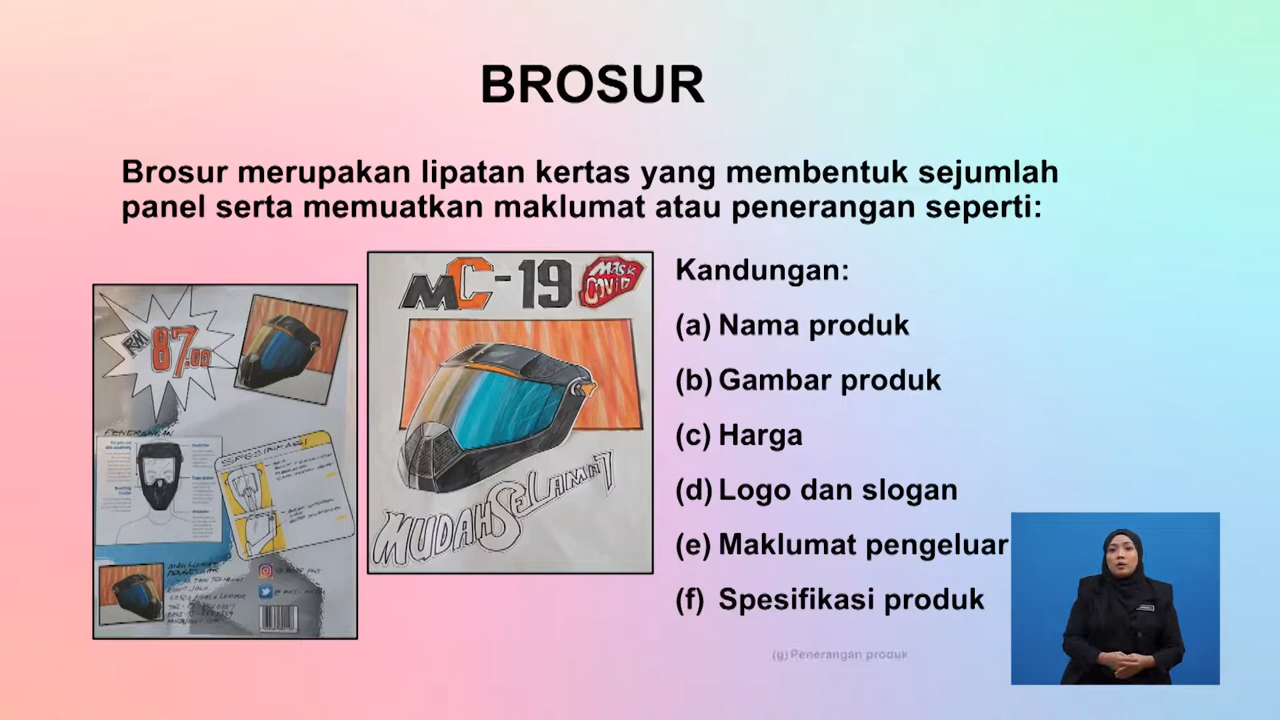 BROSUR
Brosur merupakan lipatan kertas yang membentuk sejumlah
panel serta memuatkan maklumat atau penerangan seperti:
RM 87.00
PENERANGAN
SPESIFIKASI
MC-19
MASK COVID
MUDAH SELAMAT
Kandungan:
(a) Nama produk
(b) Gambar produk
(c) Harga
(d) Logo dan slogan
(e) Maklumat pengeluar
(f) Spesifikasi produk
(g) Penerangan produk